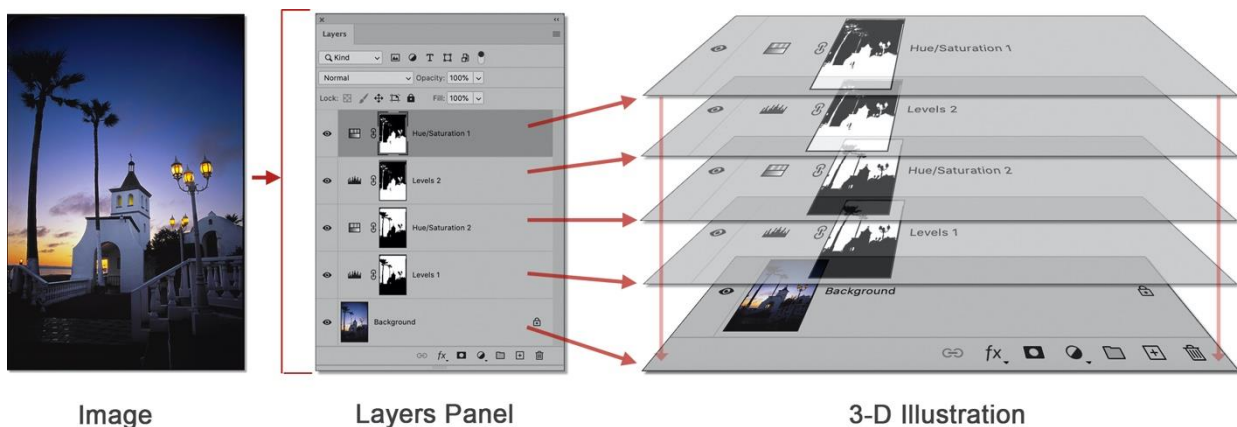 Layers
Kind
Normal
Opacity: 100%
Lock:
Fill: 100%
Hue/Saturation 1
Levels 2
Hue/Saturation 2
Levels 1
Background
fx
Hue/Saturation 1
Levels 2
Hue/Saturation 2
Levels 1
Background
fx
Image
Layers Panel
3-D Illustration